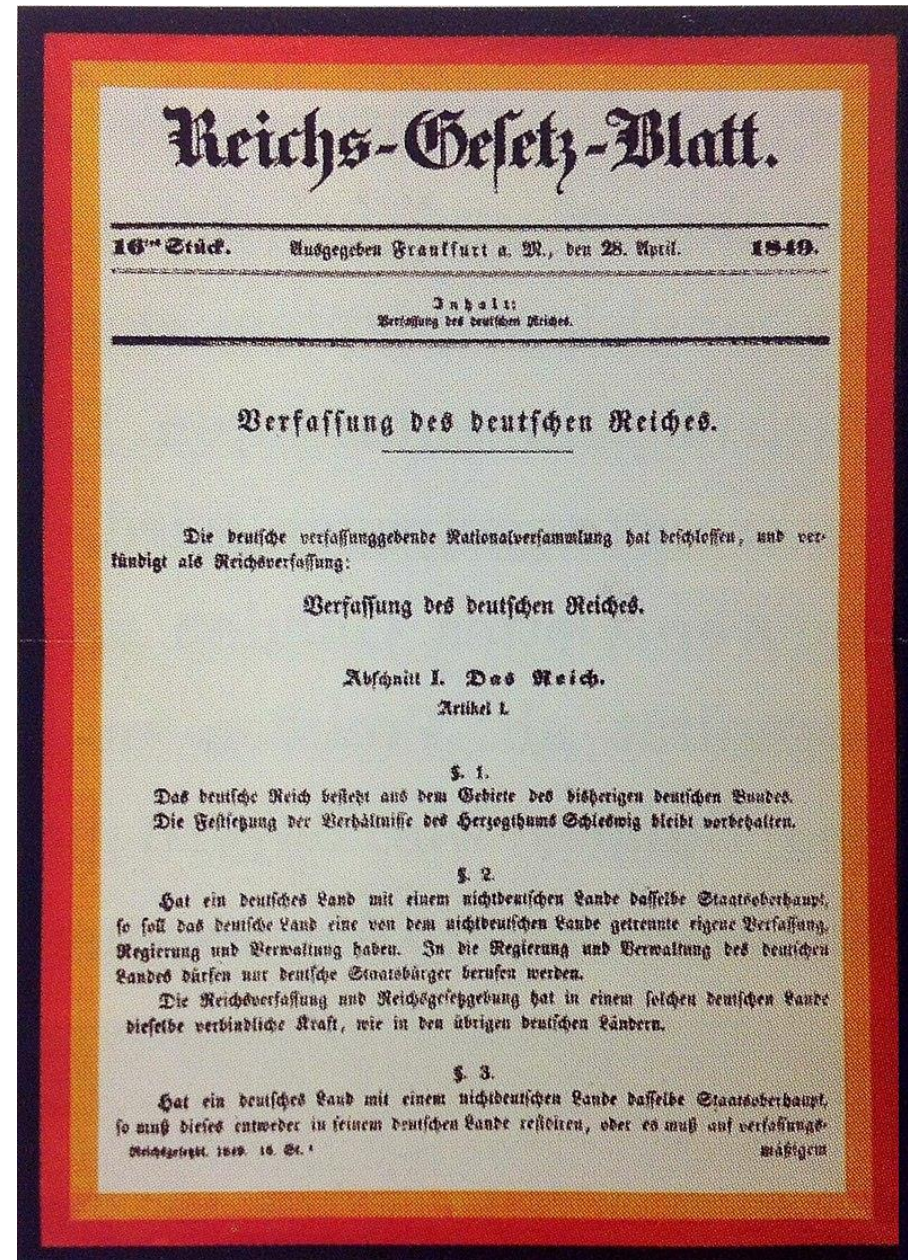 Reichs-Gesetz-Blatt.
16tes Stück. Ausgegeben Frankfurt a. M., den 28. April. 1849.
Inhalt:
Verfassung des deutschen Reiches.
Verfassung des deutschen Reiches.
Die deutsche verfassunggebende Nationalversammlung hat beschlossen, und ver-
kündigt als Reichsverfassung:
Verfassung des deutschen Reiches.
Abschnitt I. Das Reich.
Artikel I.
§. 1.
Das deutsche Reich besteht aus dem Gebiete des bisherigen deutschen Bundes.
Die Festsetzung der Verhältnisse des Herzogthums Schleswig bleibt vorbehalten.
§. 2.
Hat ein deutsches Land mit einem nichtdeutschen Lande dasselbe Staatsoberhaupt,
so soll das deutsche Land eine von dem nichtdeutschen Lande getrennte eigene Verfassung,
Regierung und Verwaltung haben. In die Regierung und Verwaltung des deutschen
Landes dürfen nur deutsche Staatsbürger berufen werden.
Die Reichsverfassung und Reichsgesetzgebung hat in einem solchen deutschen Lande
dieselbe verbindliche Kraft, wie in den übrigen deutschen Ländern.
§. 3.
Hat ein deutsches Land mit einem nichtdeutschen Lande dasselbe Staatsoberhaupt,
so muß dieses entweder in seinem deutschen Lande residiren, oder es muß auf verfassungs-
Reichsgesetzbl. 1849. 16. St. mäßigem